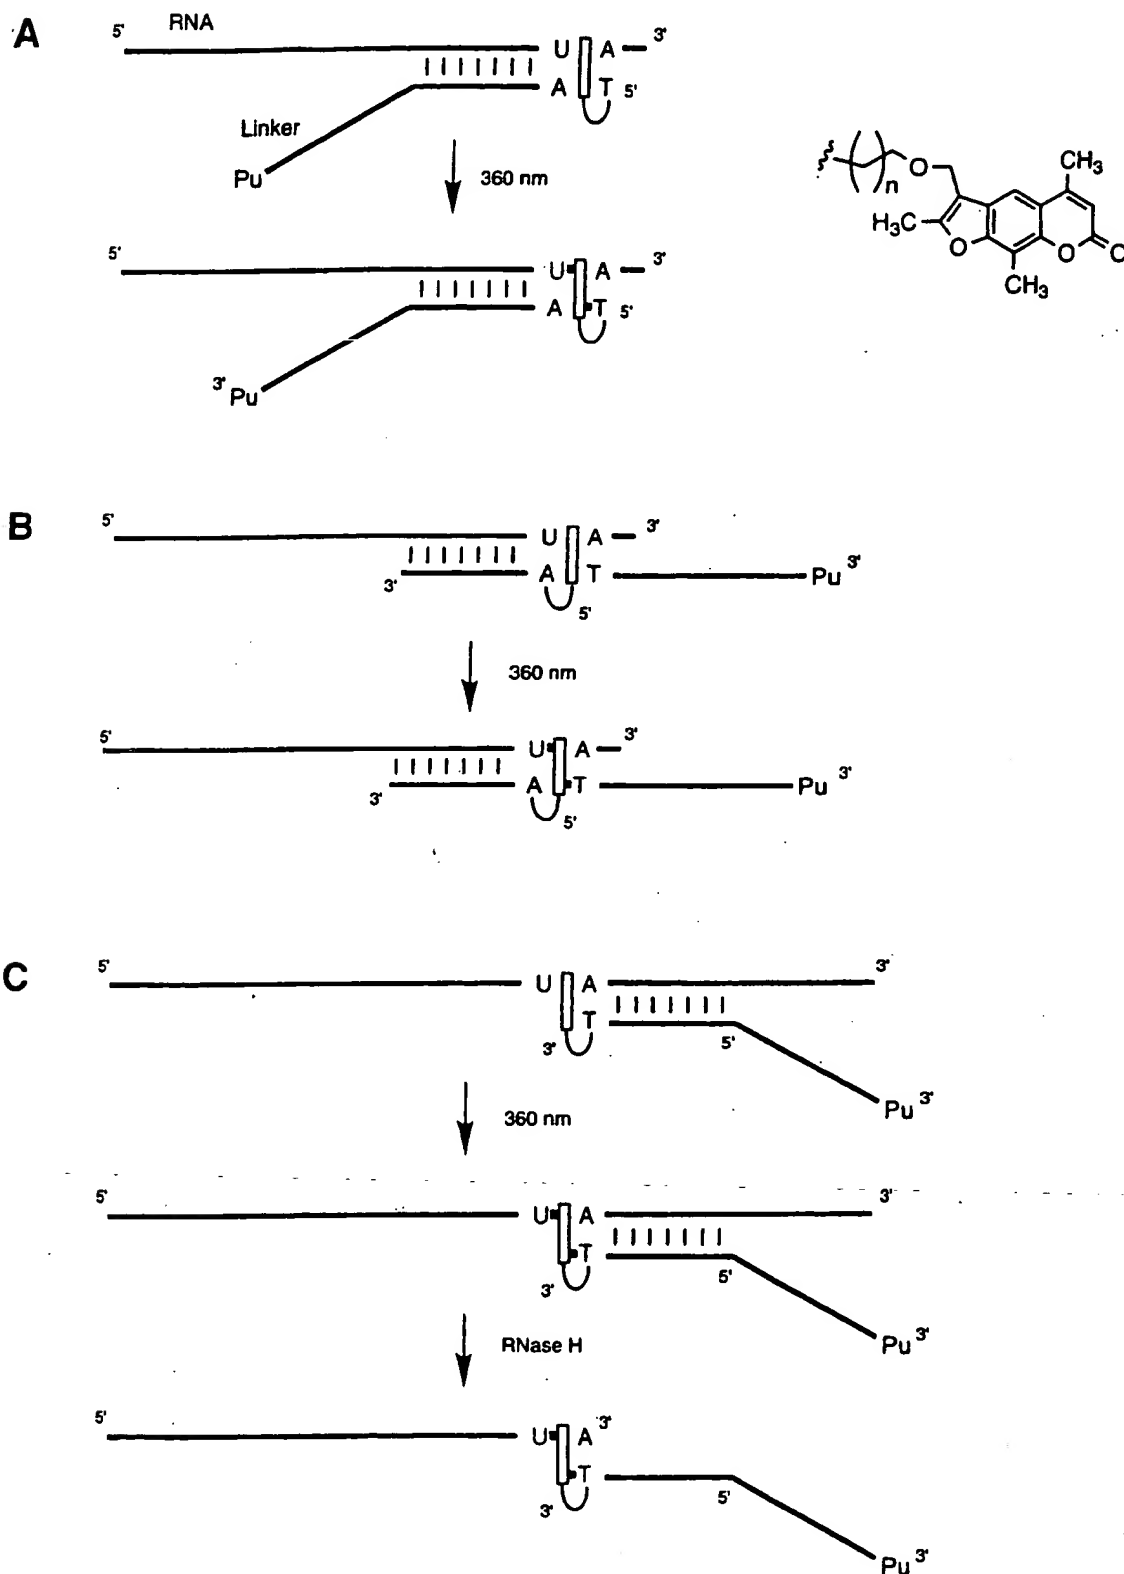 A
5' RNA 3'
U A
A T 5'
Linker
Pu
360 nm
5' 3'
U A
A T 5'
3' Pu
CH3
n O
H3C
O O O
CH3
B
5' 3'
U A
3' A T Pu 3'
5'
360 nm
5' 3'
U A
3' A T Pu 3'
5'
C
5' 3'
U A
T
3' 5'
Pu 3'
360 nm
5' 3'
U A
T
3' 5'
Pu 3'
RNase H
5' 3'
U A
T
3' 5'
Pu 3'